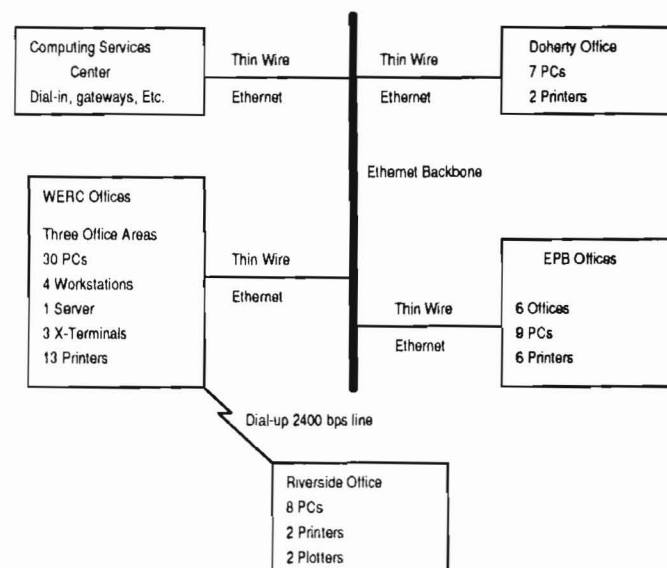 Computing Services
Center
Dial-in, gateways, Etc.
Thin Wire
Ethernet
Thin Wire
Ethernet
Doherty Office
7 PCs
2 Printers
Ethernet Backbone
WERC Offices
Three Office Areas
30 PCs
4 Workstations
1 Server
3 X-Terminals
13 Printers
Thin Wire
Ethernet
Thin Wire
Ethernet
EPB Offices
6 Offices
9 PCs
6 Printers
Dial-up 2400 bps line
Riverside Office
8 PCs
2 Printers
2 Plotters